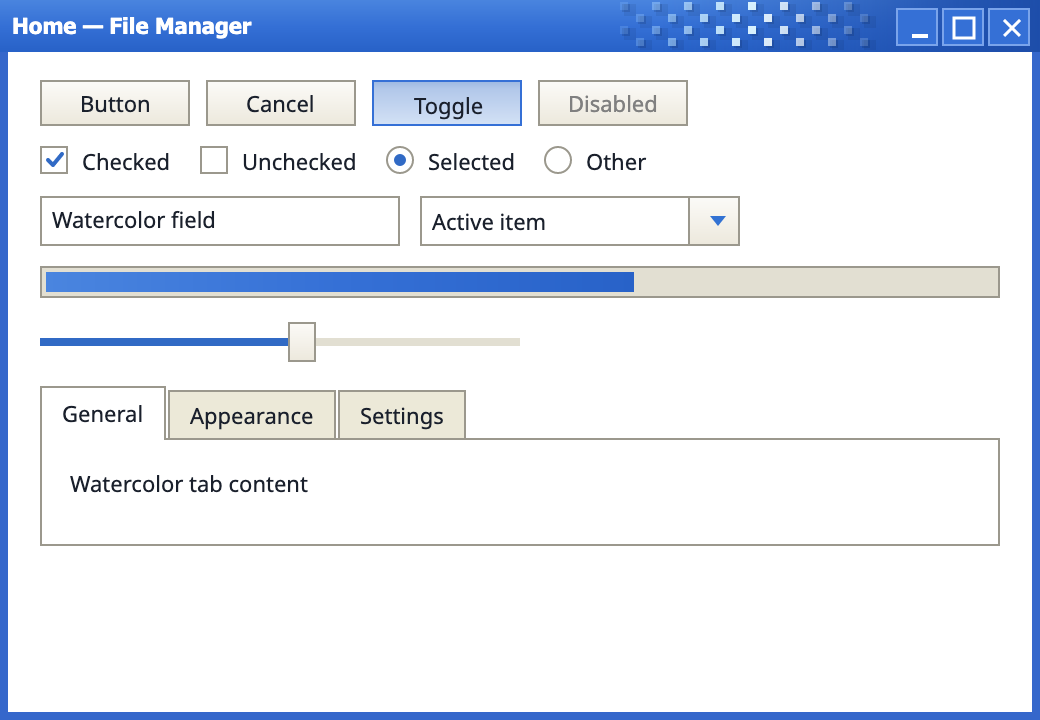 Home — File Manager
Button Cancel Toggle Disabled
Checked Unchecked Selected Other
Watercolor field Active item
General Appearance Settings
Watercolor tab content